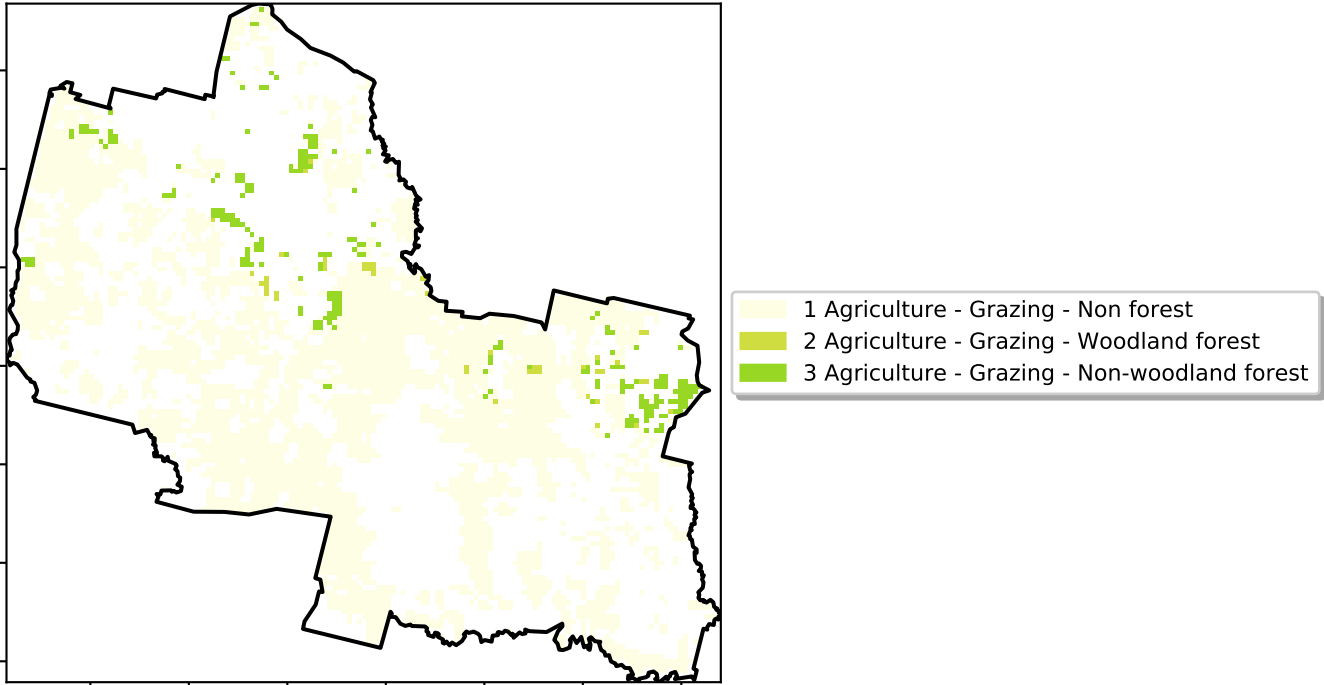 1 Agriculture - Grazing - Non forest
2 Agriculture - Grazing - Woodland forest
3 Agriculture - Grazing - Non-woodland forest